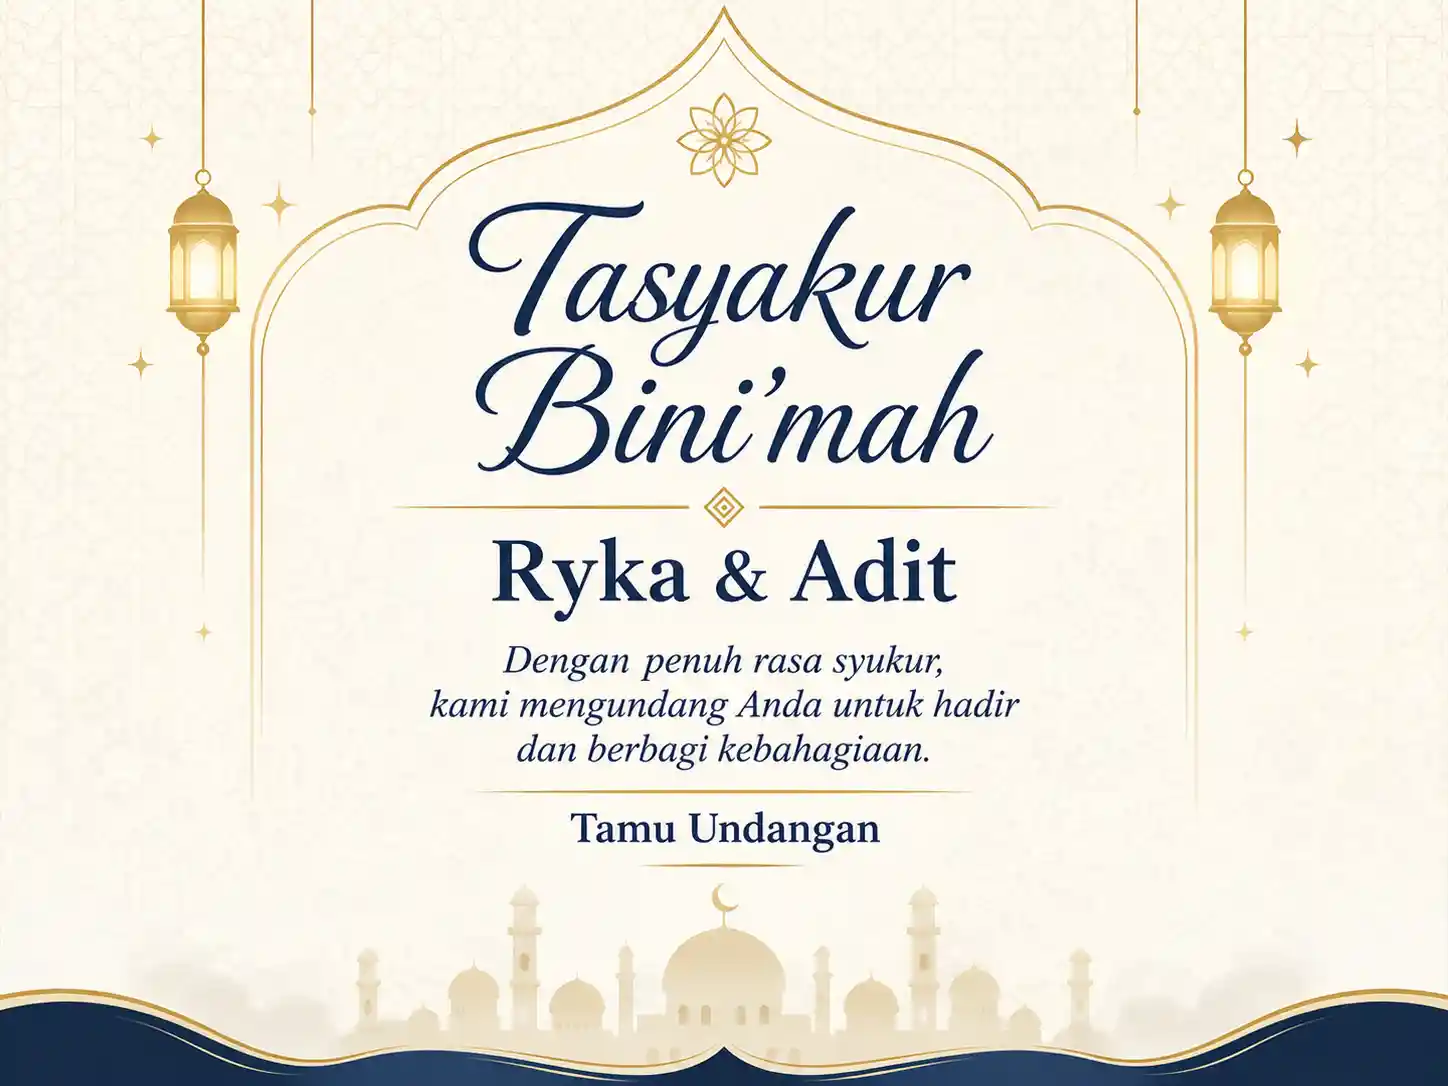 Tasyakur
Bini’mah
Ryka & Adit
Dengan penuh rasa syukur,
kami mengundang Anda untuk hadir
dan berbagi kebahagiaan.
Tamu Undangan